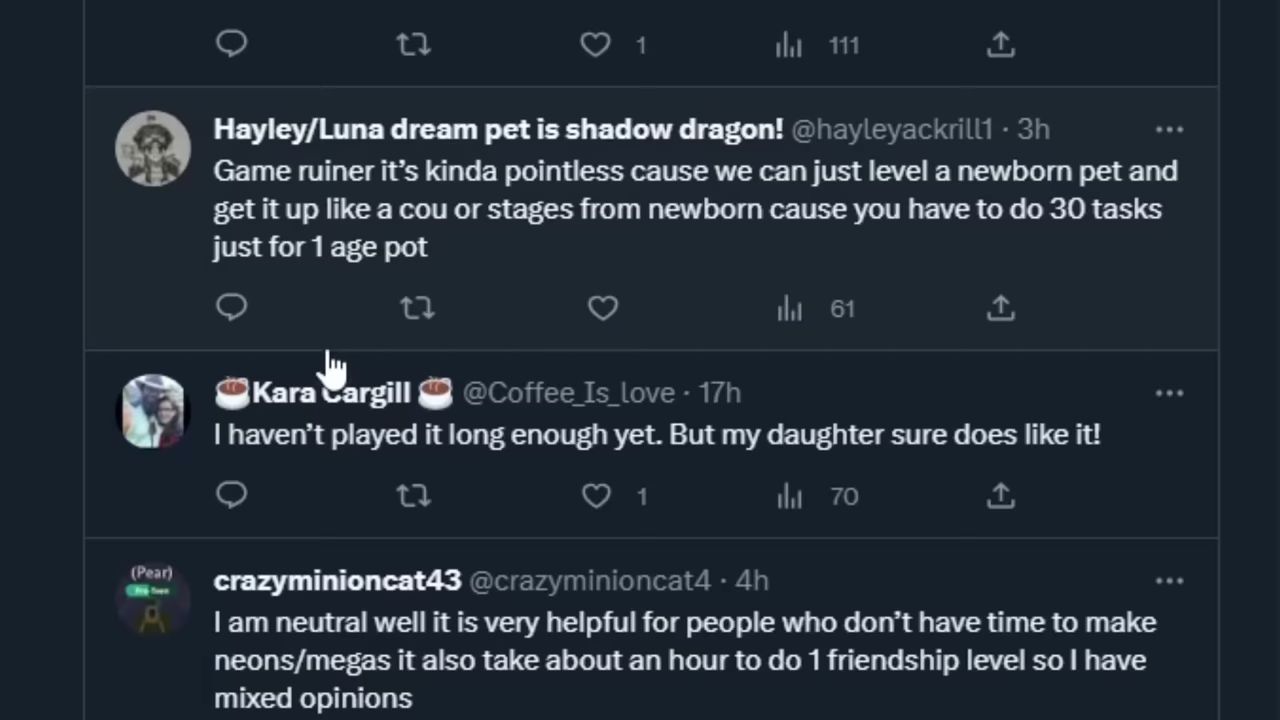 1 111
Hayley/Luna dream pet is shadow dragon! @hayleyackrill1 · 3h
Game ruiner it’s kinda pointless cause we can just level a newborn pet and
get it up like a cou or stages from newborn cause you have to do 30 tasks
just for 1 age pot
61
☕Kara Cargill ☕ @Coffee_Is_love · 17h
I haven’t played it long enough yet. But my daughter sure does like it!
1 70
(Pear)
crazyminioncat43 @crazyminioncat4 · 4h
I am neutral well it is very helpful for people who don’t have time to make
neons/megas it also take about an hour to do 1 friendship level so I have
mixed opinions